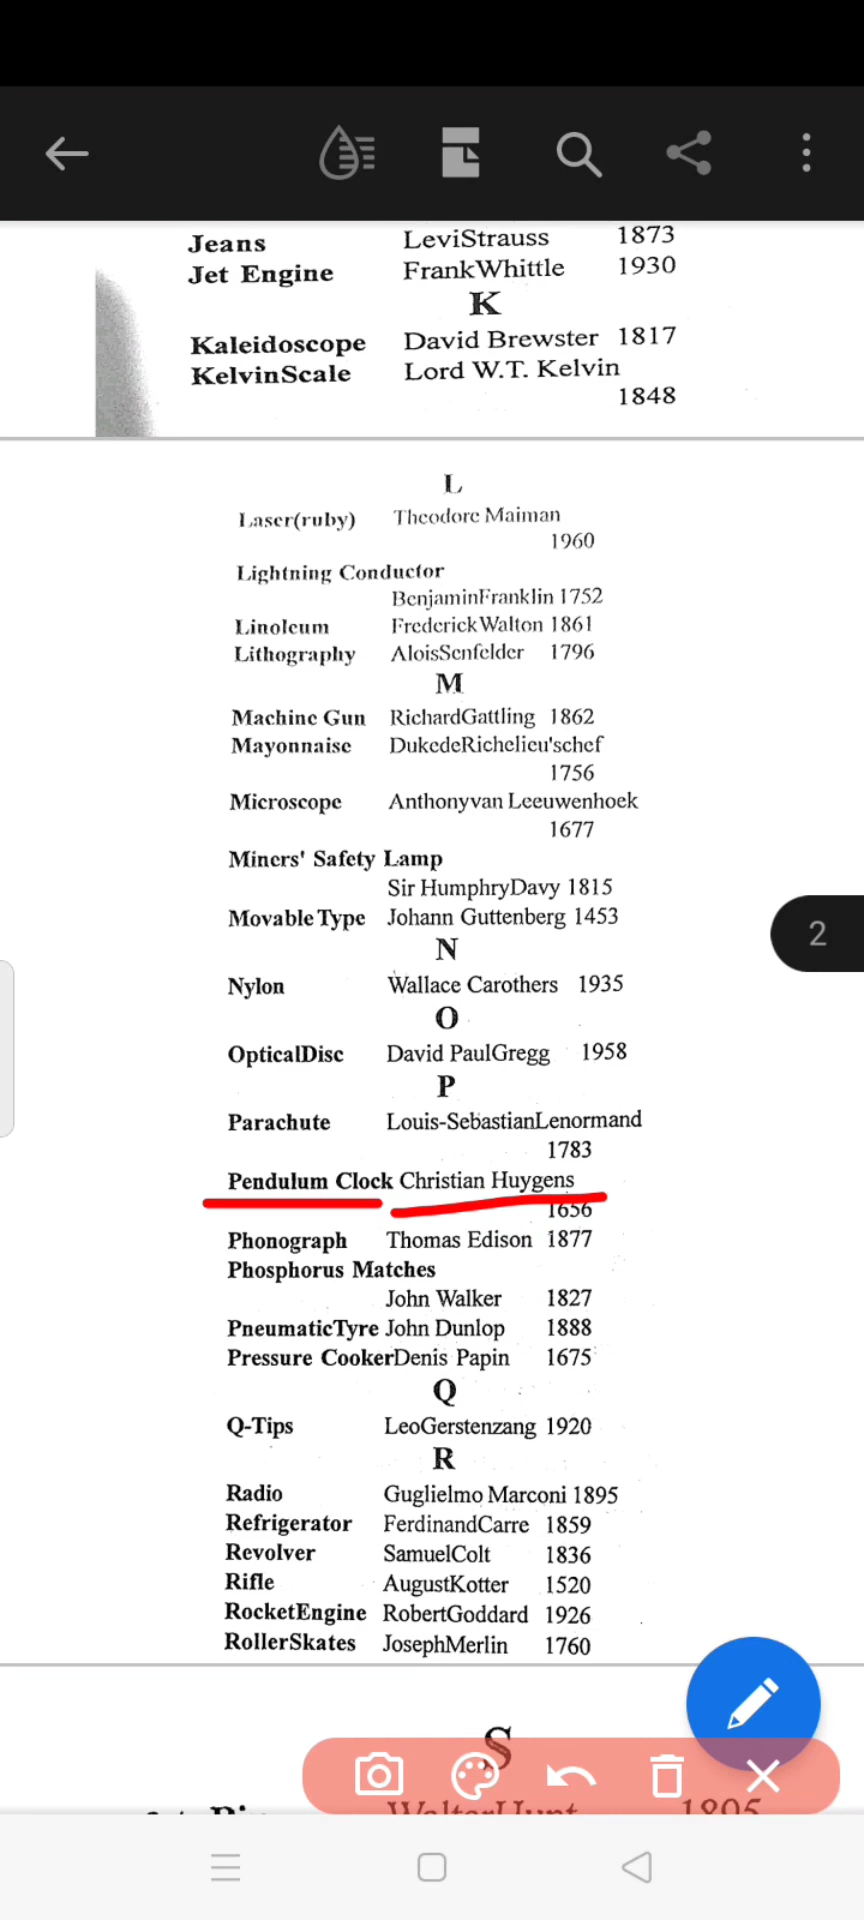 Jeans LeviStrauss 1873
Jet Engine FrankWhittle 1930
K
Kaleidoscope David Brewster 1817
KelvinScale Lord W.T. Kelvin
1848
L
Laser(ruby) Theodore Maiman
1960
Lightning Conductor
BenjaminFranklin 1752
Linoleum FrederickWalton 1861
Lithography AloisSenfelder 1796
M
Machine Gun RichardGattling 1862
Mayonnaise DukedeRichelieu'schef
1756
Microscope Anthonyvan Leeuwenhoek
1677
Miners' Safety Lamp
Sir HumphryDavy 1815
Movable Type Johann Guttenberg 1453
2
N
Nylon Wallace Carothers 1935
O
OpticalDisc David PaulGregg 1958
P
Parachute Louis-SebastianLenormand
1783
Pendulum Clock Christian Huygens
1656
Phonograph Thomas Edison 1877
Phosphorus Matches
John Walker 1827
PneumaticTyre John Dunlop 1888
Pressure CookerDenis Papin 1675
Q
Q-Tips LeoGerstenzang 1920
R
Radio Guglielmo Marconi 1895
Refrigerator FerdinandCarre 1859
Revolver SamuelColt 1836
Rifle AugustKotter 1520
RocketEngine RobertGoddard 1926
RollerSkates JosephMerlin 1760
S